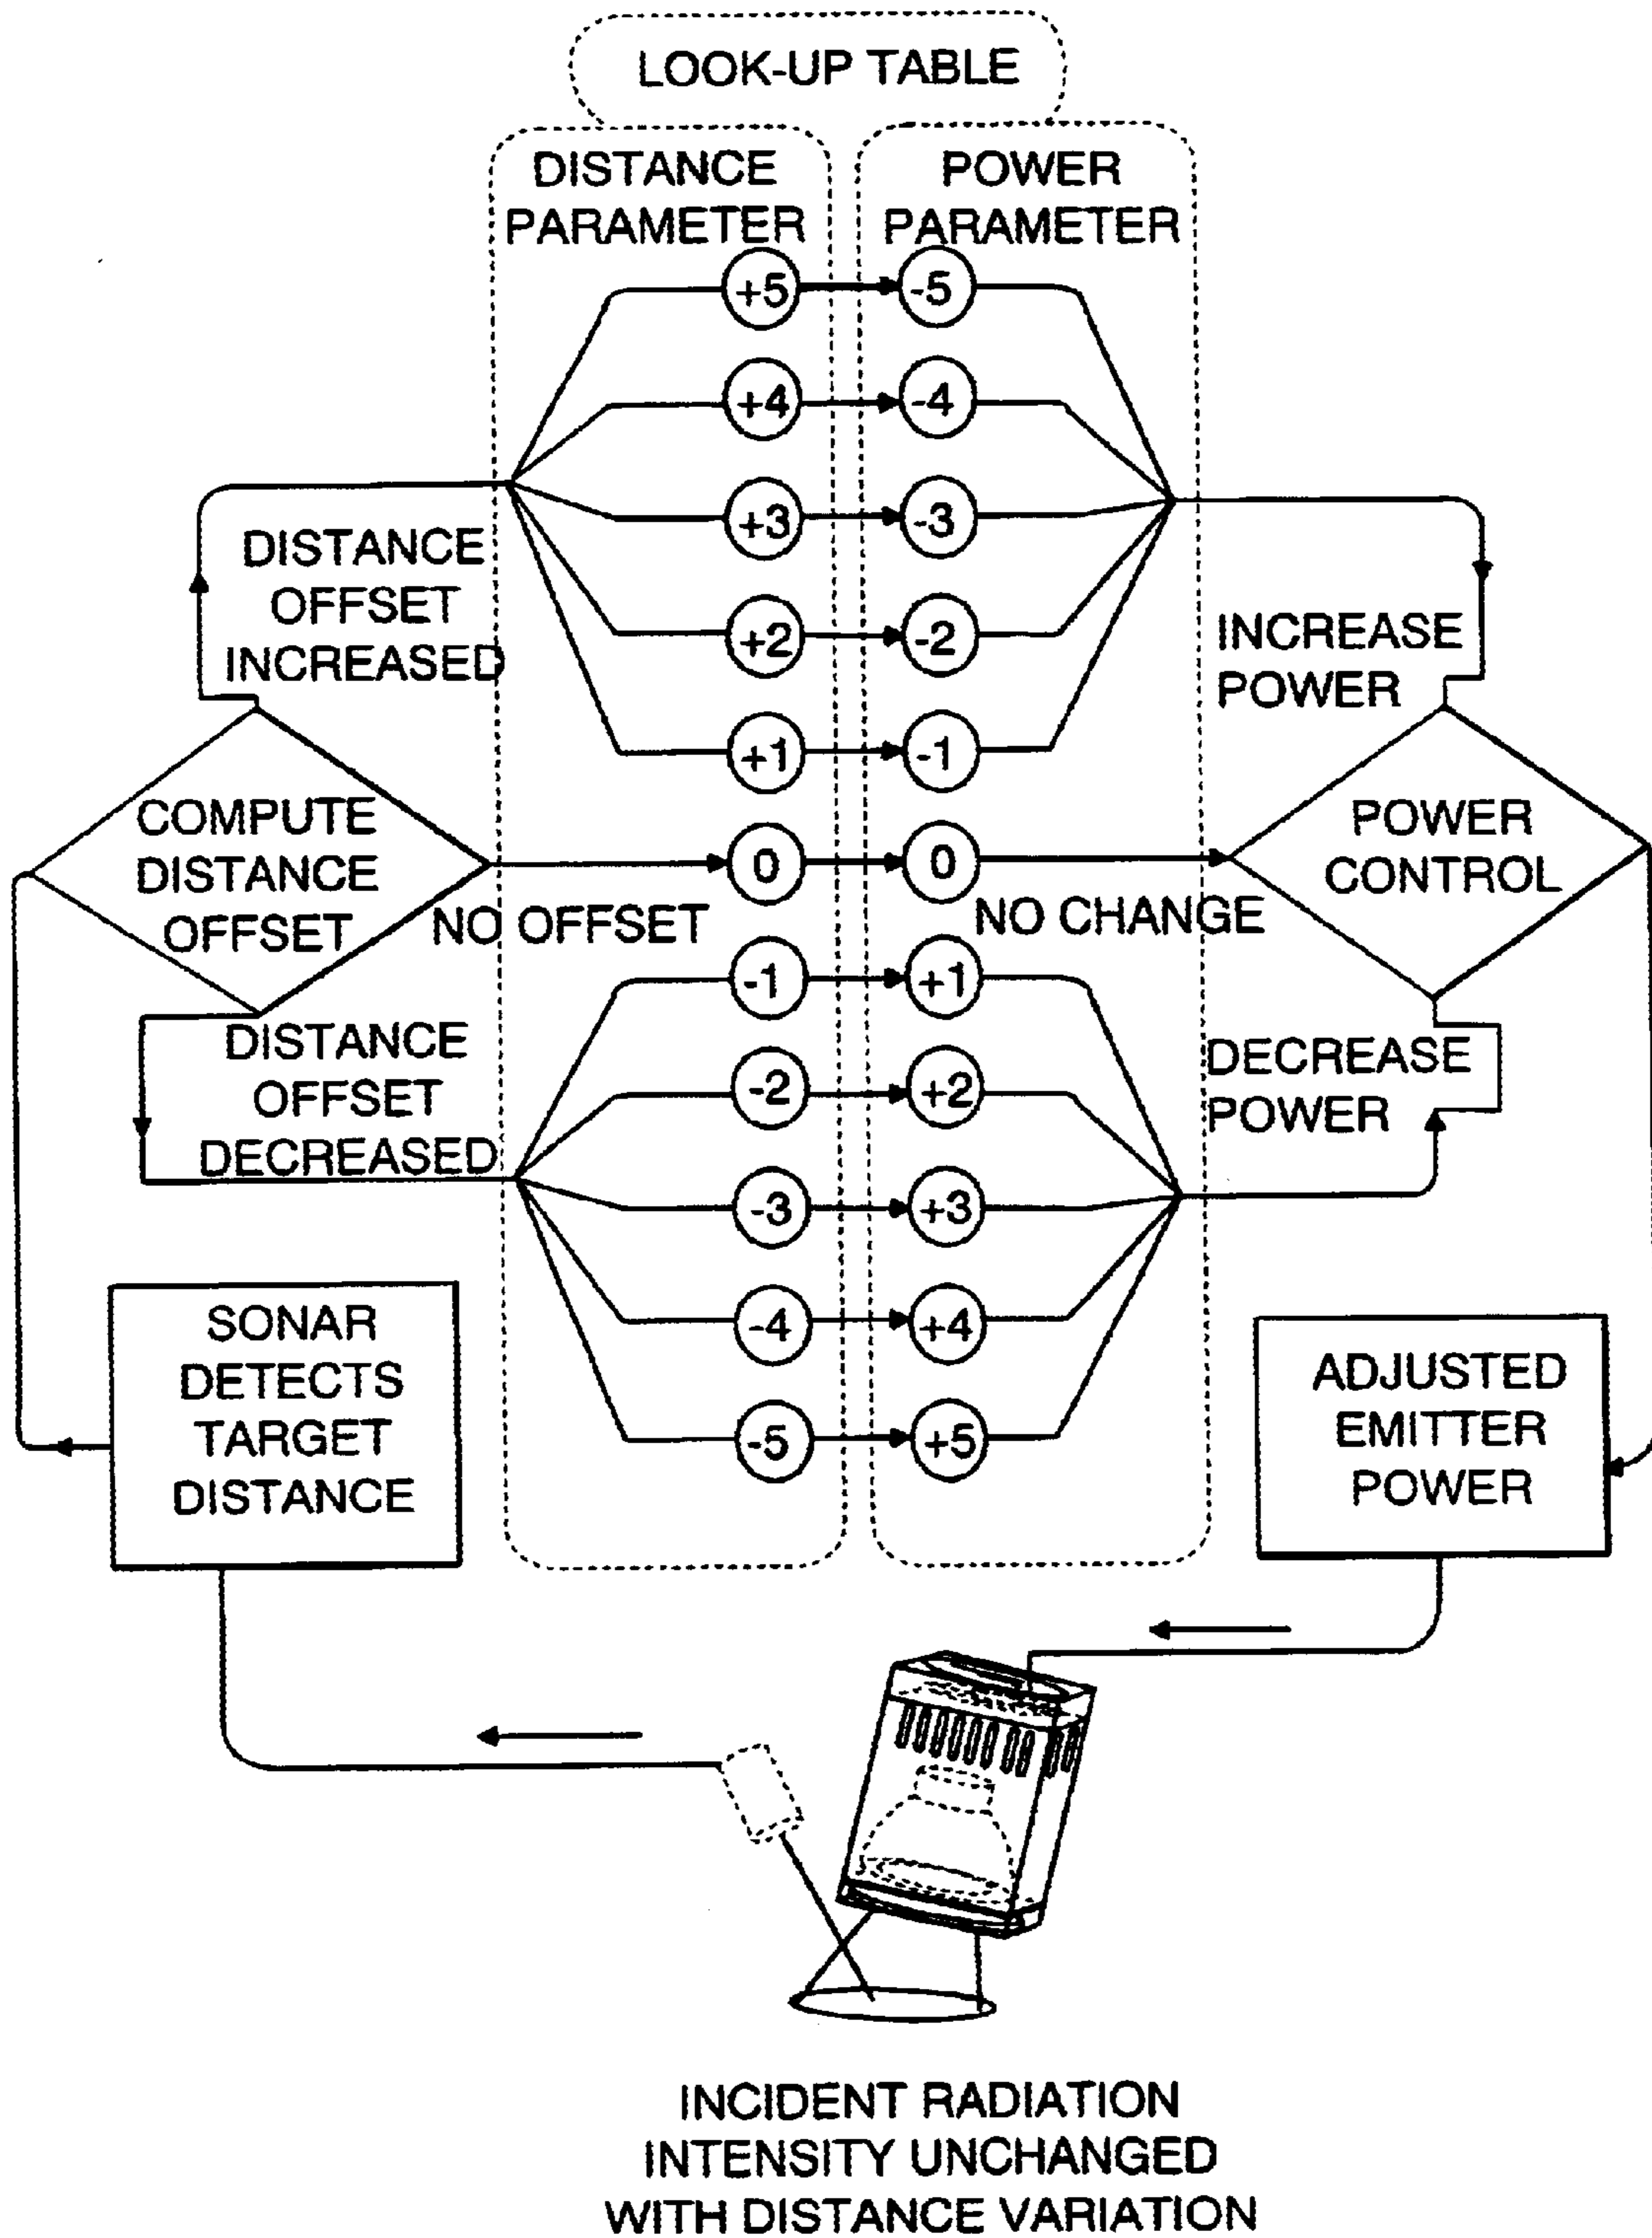 LOOK-UP TABLE
DISTANCE
PARAMETER
POWER
PARAMETER
+5
-5
+4
-4
+3
-3
+2
-2
+1
-1
0
0
-1
+1
-2
+2
-3
+3
-4
+4
-5
+5
DISTANCE
OFFSET
INCREASED
INCREASE
POWER
COMPUTE
DISTANCE
OFFSET
NO OFFSET
NO CHANGE
POWER
CONTROL
DISTANCE
OFFSET
DECREASED
DECREASE
POWER
SONAR
DETECTS
TARGET
DISTANCE
ADJUSTED
EMITTER
POWER
INCIDENT RADIATION
INTENSITY UNCHANGED
WITH DISTANCE VARIATION